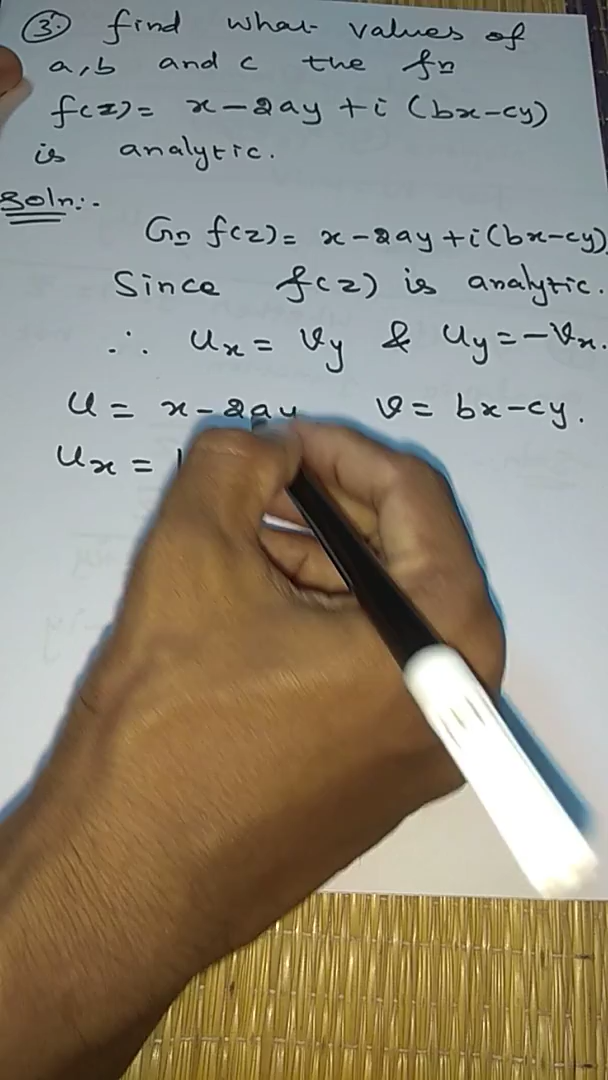 ③. find what values of
a,b and c the fn
f(z)= x-2ay +i (bx-cy)
is analytic.
Soln:-
Gn f(z)= x-2ay+i(bx-cy)
Since f(z) is analytic.
∴ Ux = Vy & Uy = -Vx.
U = x-2ay V = bx-cy.
Ux =